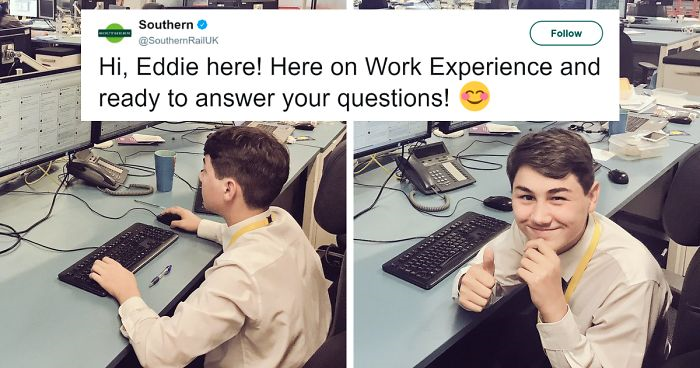 Southern
@SouthernRailUK
Follow
Hi, Eddie here! Here on Work Experience and
ready to answer your questions! 😊